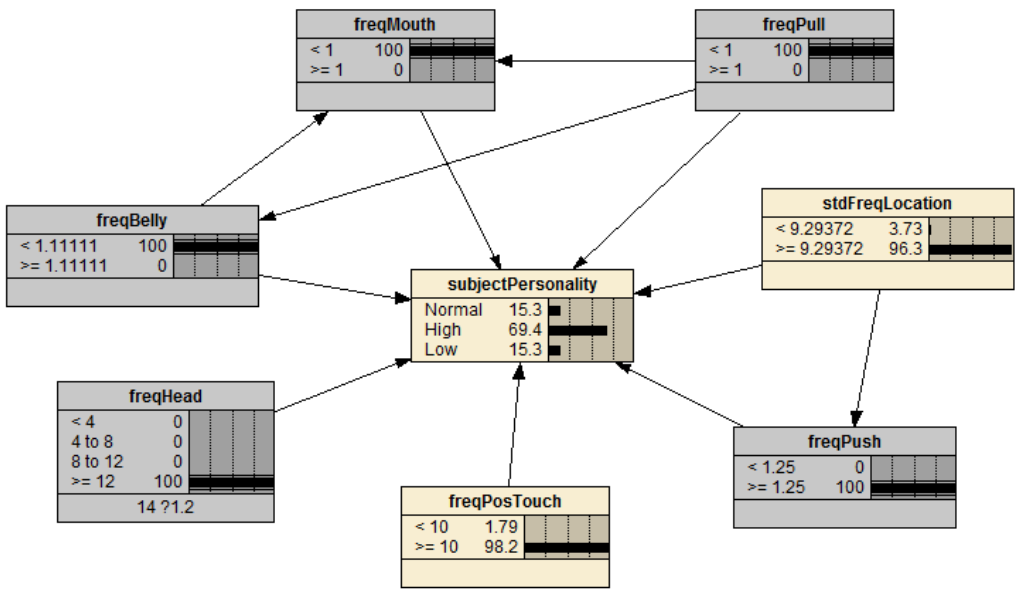 freqMouth
< 1 100
>= 1 0
freqPull
< 1 100
>= 1 0
freqBelly
< 1.11111 100
>= 1.11111 0
stdFreqLocation
< 9.29372 3.73
>= 9.29372 96.3
subjectPersonality
Normal 15.3
High 69.4
Low 15.3
freqHead
< 4 0
4 to 8 0
8 to 12 0
>= 12 100
14 ?1.2
freqPosTouch
< 10 1.79
>= 10 98.2
freqPush
< 1.25 0
>= 1.25 100